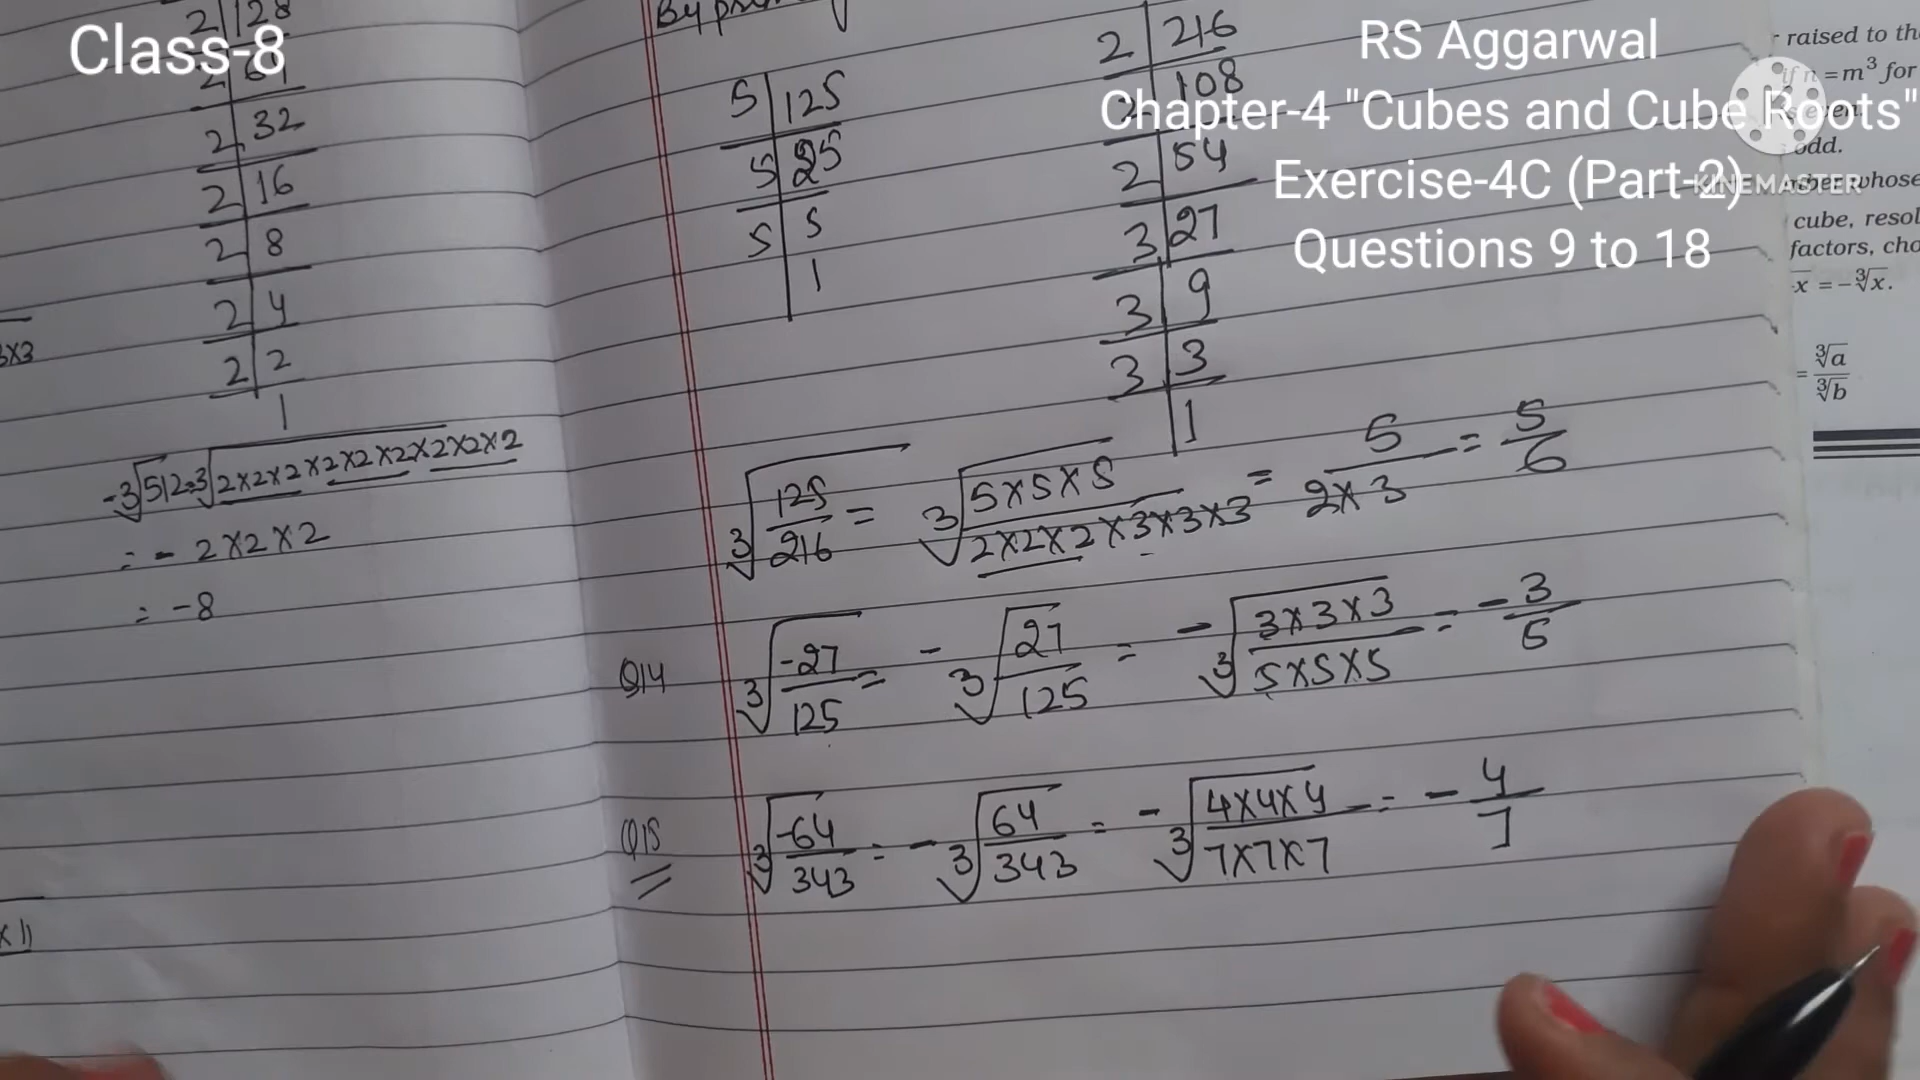 Class-8
RS Aggarwal
Chapter-4 "Cubes and Cube Roots"
Exercise-4C (Part-2)
Questions 9 to 18
KINEMASTER
2 | 128
2 | 64
2 | 32
2 | 16
2 | 8
2 | 4
2 | 2
1
-∛512 = ∛2×2×2×2×2×2×2×2×2
= - 2×2×2
= -8
×3
×11
5 | 125
5 | 25
5 | 5
1
2 | 216
2 | 108
2 | 54
3 | 27
3 | 9
3 | 3
1
∛(125/216) = ∛(5×5×5/2×2×2×3×3×3) = 5/2×3 = 5/6
Q14 ∛(-27/125) = -∛(27/125) = -∛(3×3×3/5×5×5) = -3/5
Q15 ∛(-64/343) = -∛(64/343) = -∛(4×4×4/7×7×7) = -4/7
raised to th
if n = m³ for
odd.
whose
cube, resol
factors, cho
x = -∛x.
= ∛a/∛b